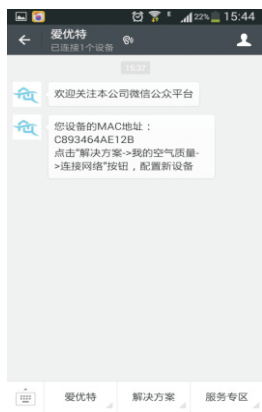 22% 15:44
爱优特
已连接1个设备
15:37
欢迎关注本公司微信公众平台
您设备的MAC地址：
C893464AE12B
点击"解决方案->我的空气质量-
>连接网络"按钮，配置新设备
爱优特 解决方案 服务专区